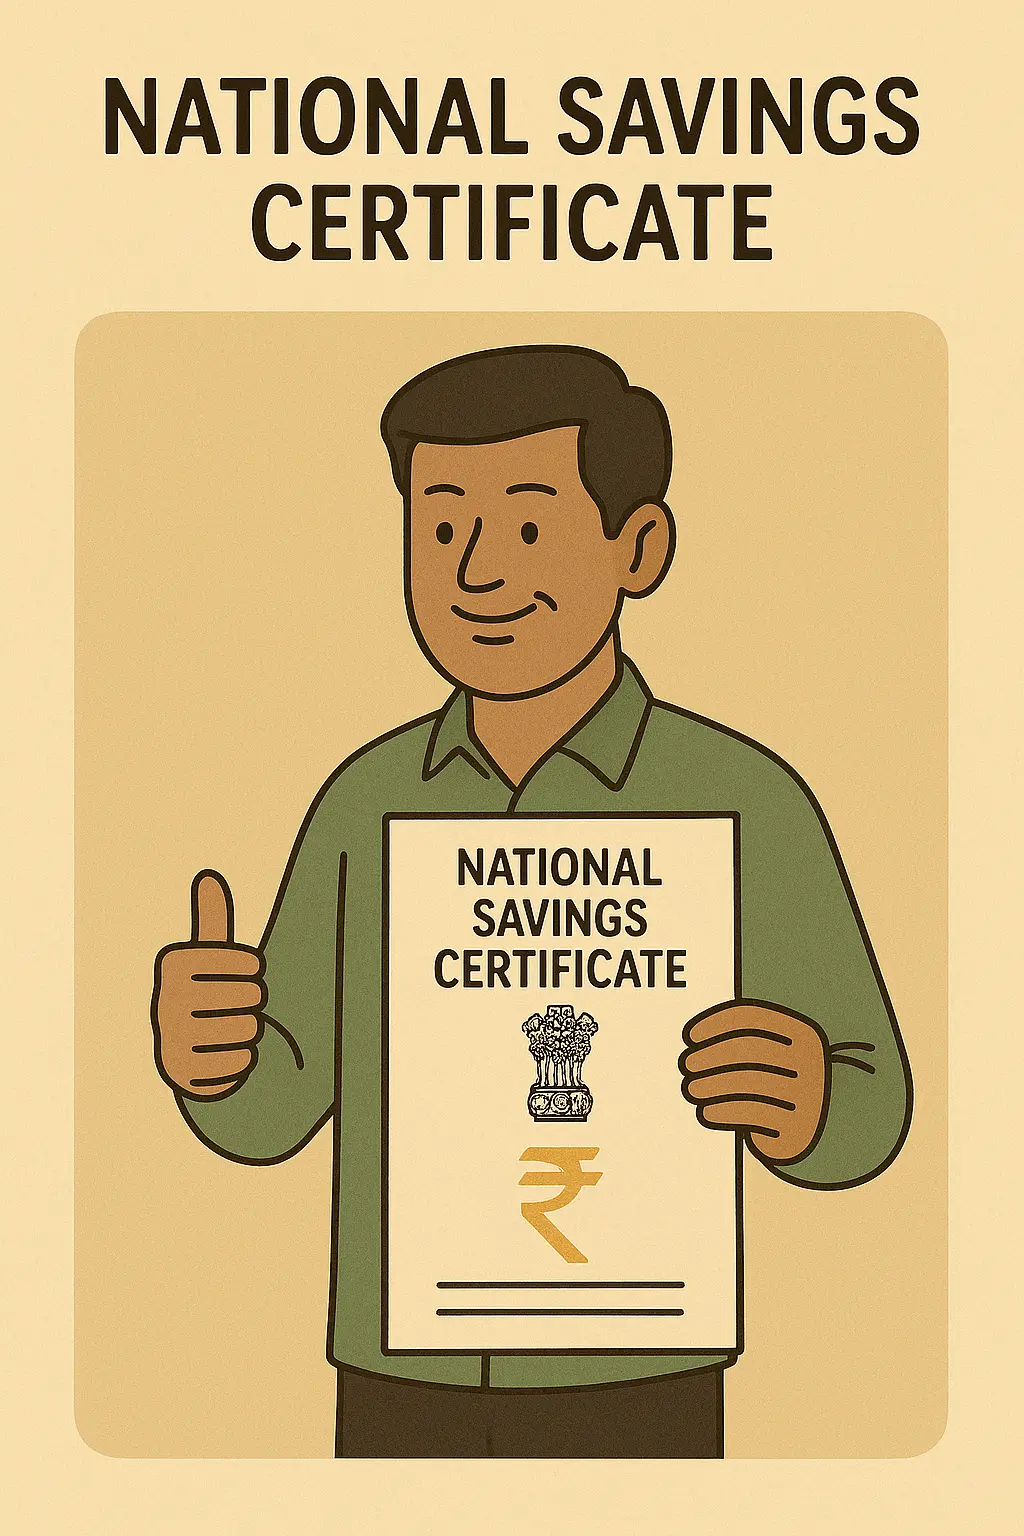 NATIONAL SAVINGS
CERTIFICATE
NATIONAL
SAVINGS
CERTIFICATE
₹